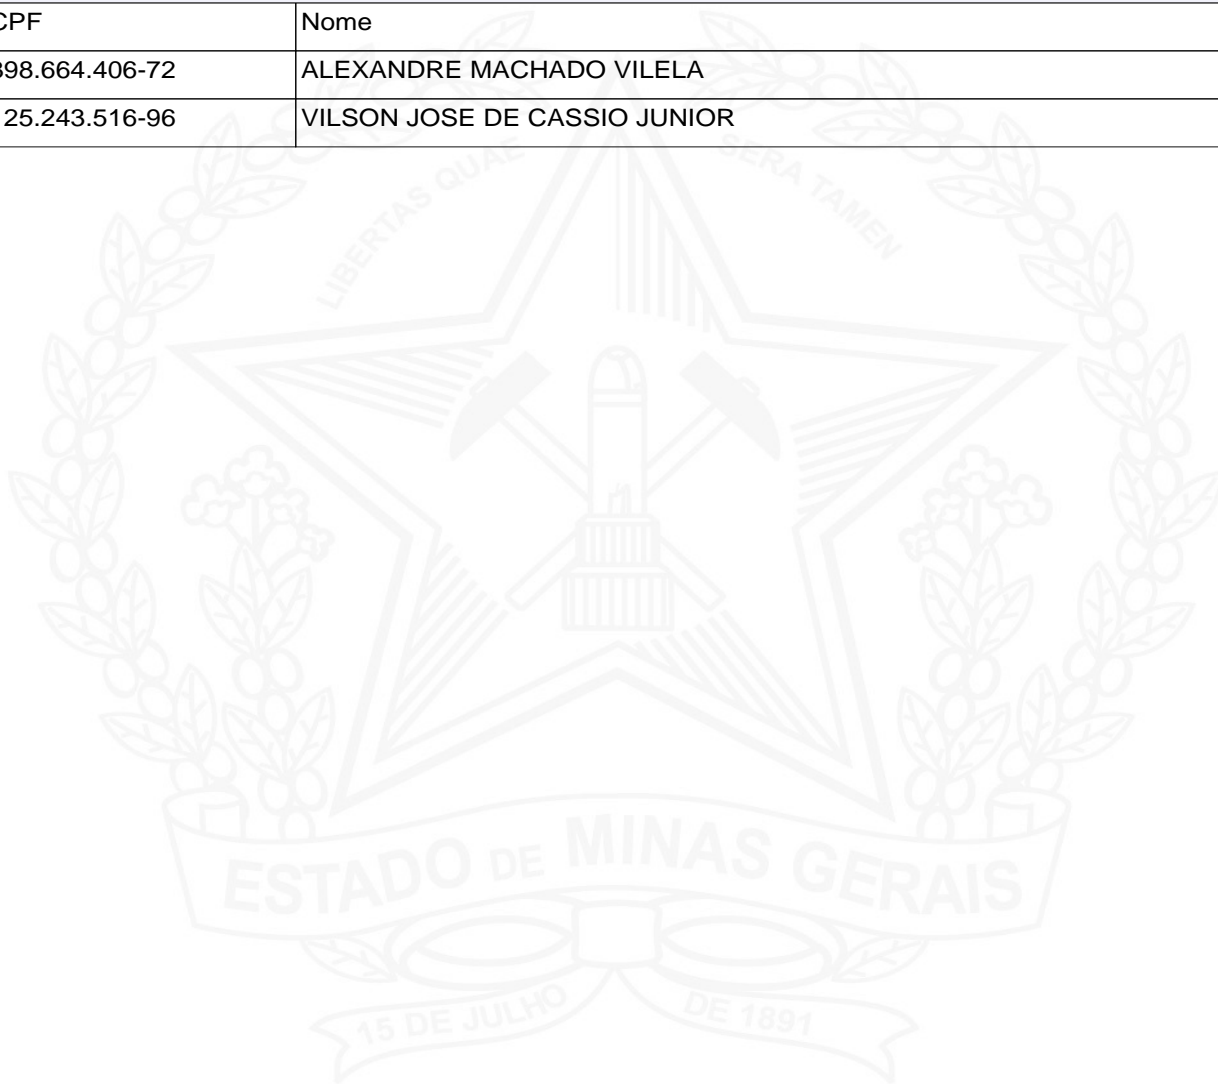 CPF Nome
898.664.406-72 ALEXANDRE MACHADO VILELA
25.243.516-96 VILSON JOSE DE CASSIO JUNIOR
LIBERTAS QUAE SERA TAMEN
ESTADO DE MINAS GERAIS
15 DE JULHO DE 1891